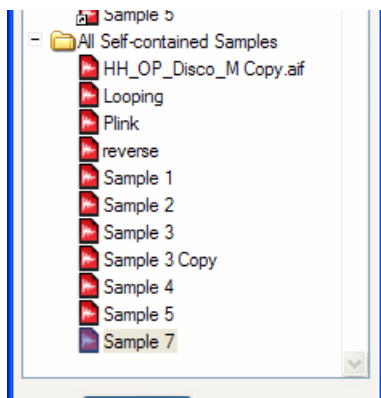 Sample 5
All Self-contained Samples
HH_OP_Disco_M Copy.aif
Looping
Plink
reverse
Sample 1
Sample 2
Sample 3
Sample 3 Copy
Sample 4
Sample 5
Sample 7